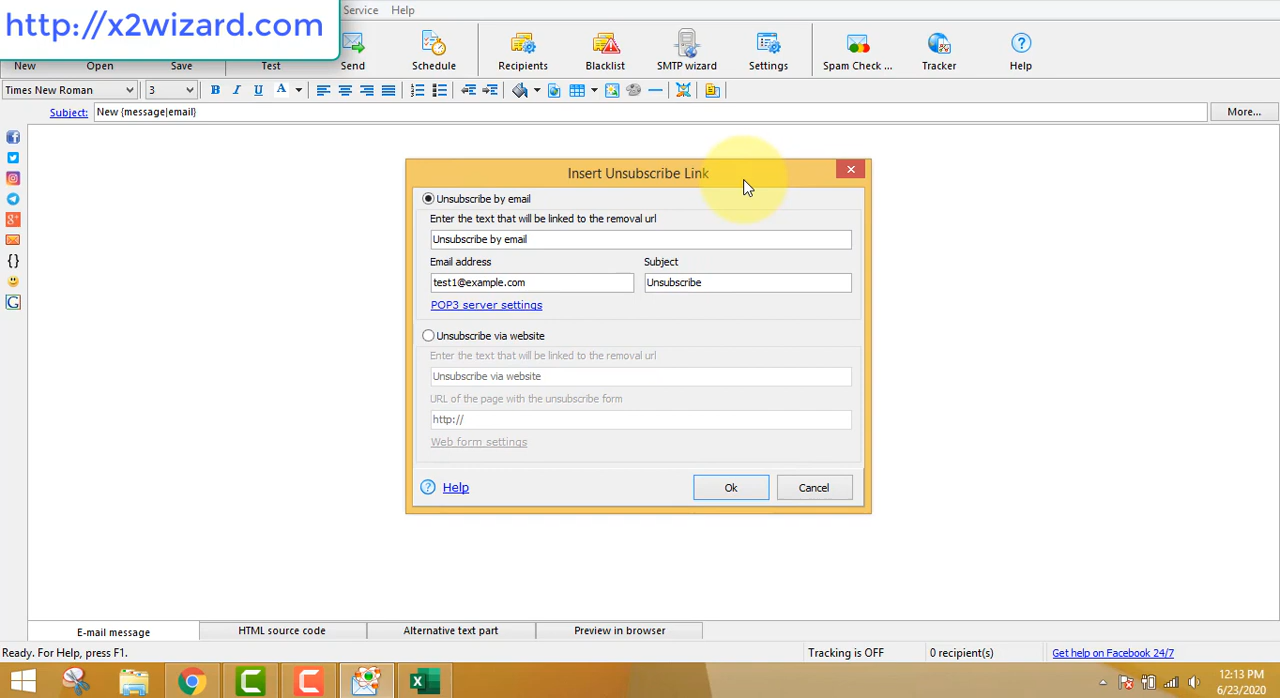 http://x2wizard.com
Service Help
New Open Save Test Send Schedule Recipients Blacklist SMTP wizard Settings Spam Check ... Tracker Help
Times New Roman 3 B I U A
Subject: New {message|email} More...
Insert Unsubscribe Link
Unsubscribe by email
Enter the text that will be linked to the removal url
Unsubscribe by email
Email address Subject
test1@example.com Unsubscribe
POP3 server settings
Unsubscribe via website
Enter the text that will be linked to the removal url
Unsubscribe via website
URL of the page with the unsubscribe form
http://
Web form settings
Help Ok Cancel
E-mail message HTML source code Alternative text part Preview in browser
Ready. For Help, press F1. Tracking is OFF 0 recipient(s) Get help on Facebook 24/7
12:13 PM
6/23/2020